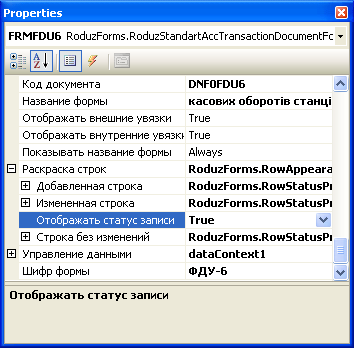 Properties
FRMFDU6 RoduzForms.RoduzStandartAccTransactionDocumentFc
Код документа DNF0FDU6
Название формы касових оборотів станці
Отображать внешние увязки True
Отображать внутренние увязки True
Показывать название формы Always
Раскраска строк RoduzForms.RowAppeara
Добавленная строка RoduzForms.RowStatusPr
Измененная строка RoduzForms.RowStatusPr
Отображать статус записи True
Строка без изменений RoduzForms.RowStatusPr
Управление данными dataContext1
Шифр формы ФДУ-6
Отображать статус записи